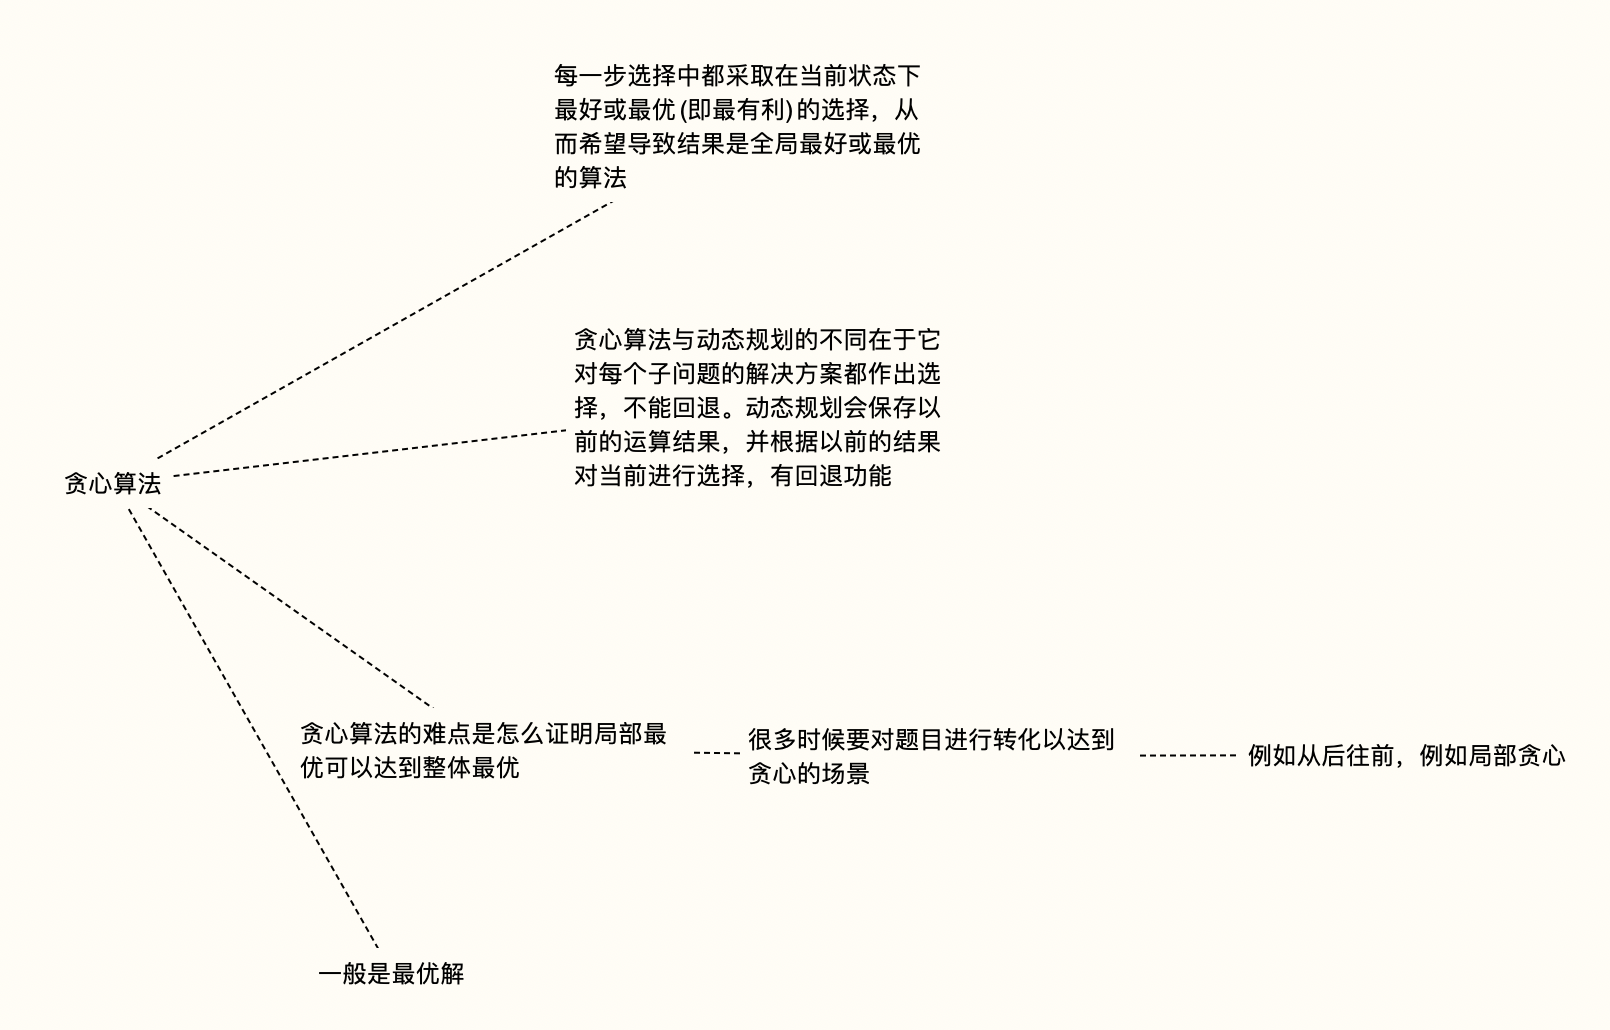 每一步选择中都采取在当前状态下
最好或最优(即最有利)的选择，从
而希望导致结果是全局最好或最优
的算法
贪心算法与动态规划的不同在于它
对每个子问题的解决方案都作出选
择，不能回退。动态规划会保存以
前的运算结果，并根据以前的结果
对当前进行选择，有回退功能
贪心算法
贪心算法的难点是怎么证明局部最
优可以达到整体最优
很多时候要对题目进行转化以达到
贪心的场景
例如从后往前，例如局部贪心
一般是最优解